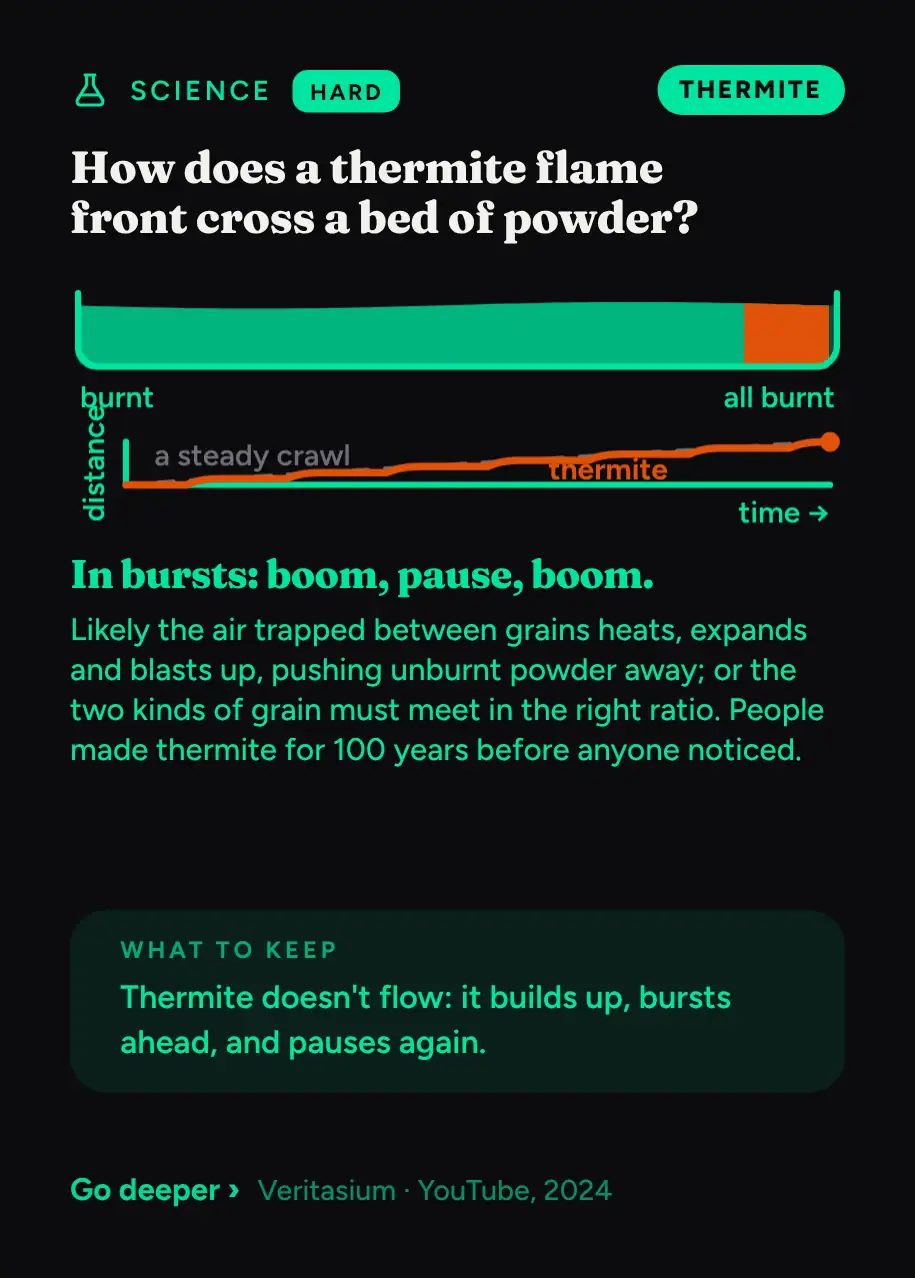 SCIENCE HARD THERMITE
How does a thermite flame
front cross a bed of powder?
burnt all burnt
distance
a steady crawl
thermite
time →
In bursts: boom, pause, boom.
Likely the air trapped between grains heats, expands
and blasts up, pushing unburnt powder away; or the
two kinds of grain must meet in the right ratio. People
made thermite for 100 years before anyone noticed.
WHAT TO KEEP
Thermite doesn't flow: it builds up, bursts
ahead, and pauses again.
Go deeper › Veritasium · YouTube, 2024